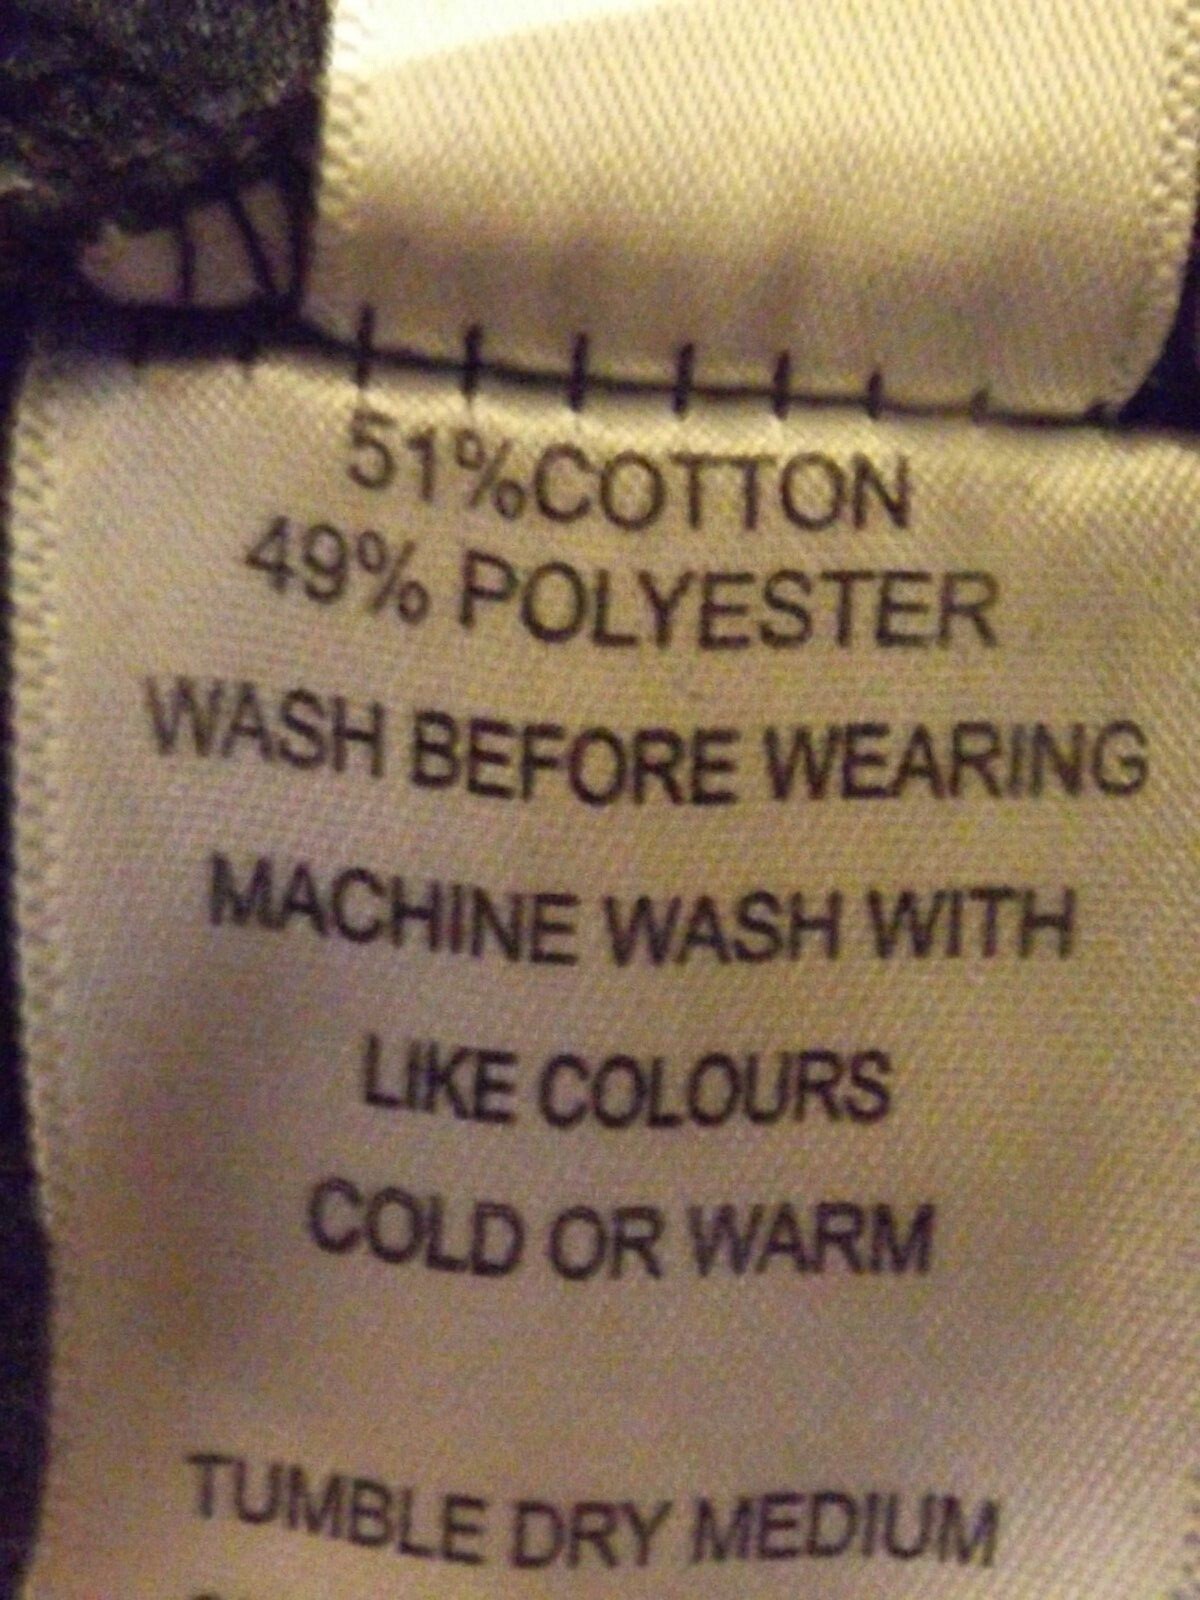 51%COTTON
49% POLYESTER
WASH BEFORE WEARING
MACHINE WASH WITH
LIKE COLOURS
COLD OR WARM
TUMBLE DRY MEDIUM